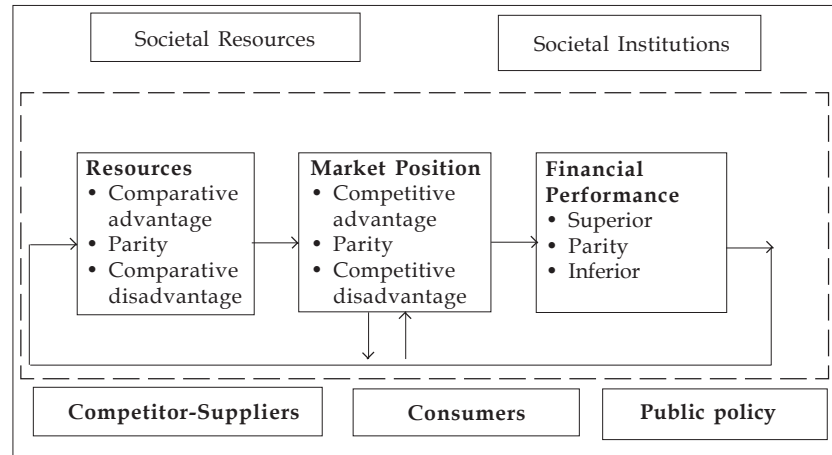 Societal Resources
Societal Institutions
Resources
• Comparative
advantage
• Parity
• Comparative
disadvantage
Market Position
• Competitive
advantage
• Parity
• Competitive
disadvantage
Financial
Performance
• Superior
• Parity
• Inferior
Competitor-Suppliers
Consumers
Public policy